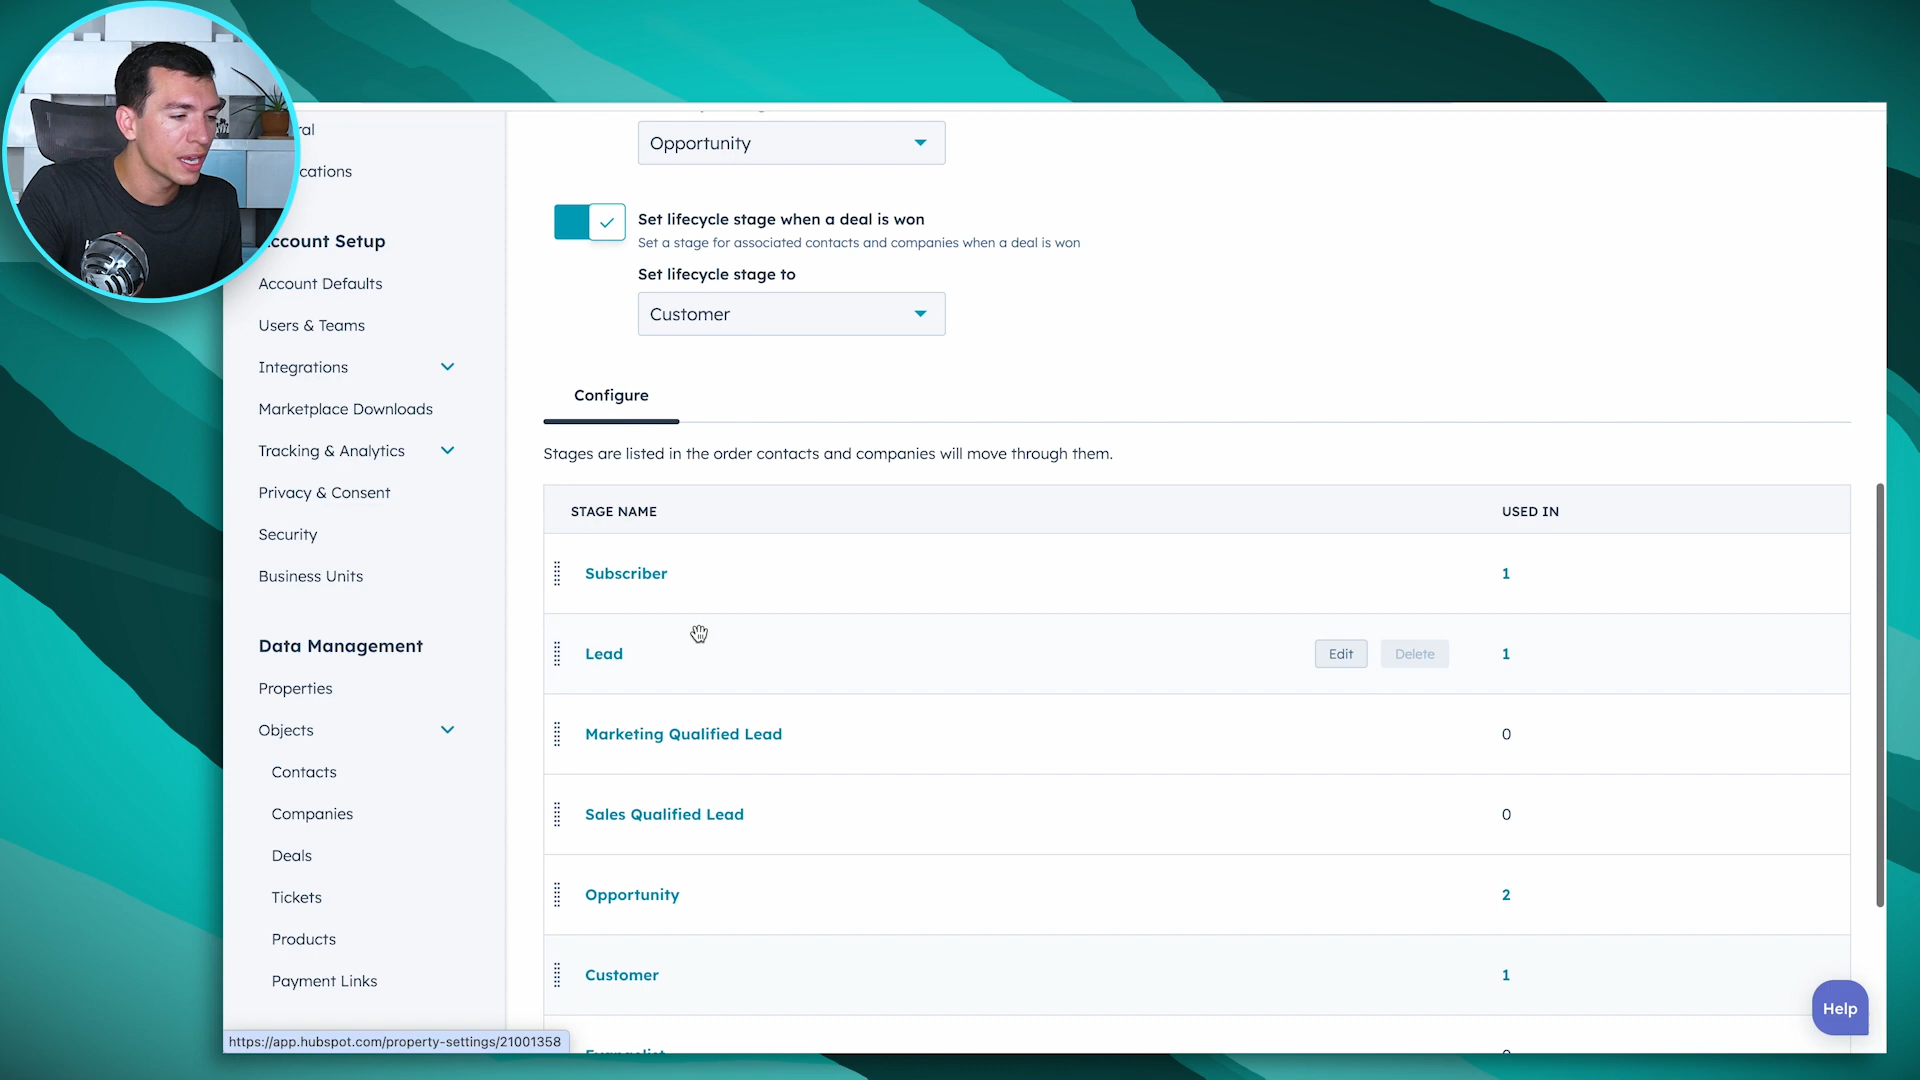 Opportunity
Set lifecycle stage when a deal is won
Set a stage for associated contacts and companies when a deal is won
Set lifecycle stage to
Customer
Account Setup
Account Defaults
Users & Teams
Integrations
Marketplace Downloads
Tracking & Analytics
Privacy & Consent
Security
Business Units
Data Management
Properties
Objects
Contacts
Companies
Deals
Tickets
Products
Payment Links
Configure
Stages are listed in the order contacts and companies will move through them.
STAGE NAME USED IN
Subscriber 1
Lead Edit Delete 1
Marketing Qualified Lead 0
Sales Qualified Lead 0
Opportunity 2
Customer 1
Evangelist 0
Help
https://app.hubspot.com/property-settings/21001358